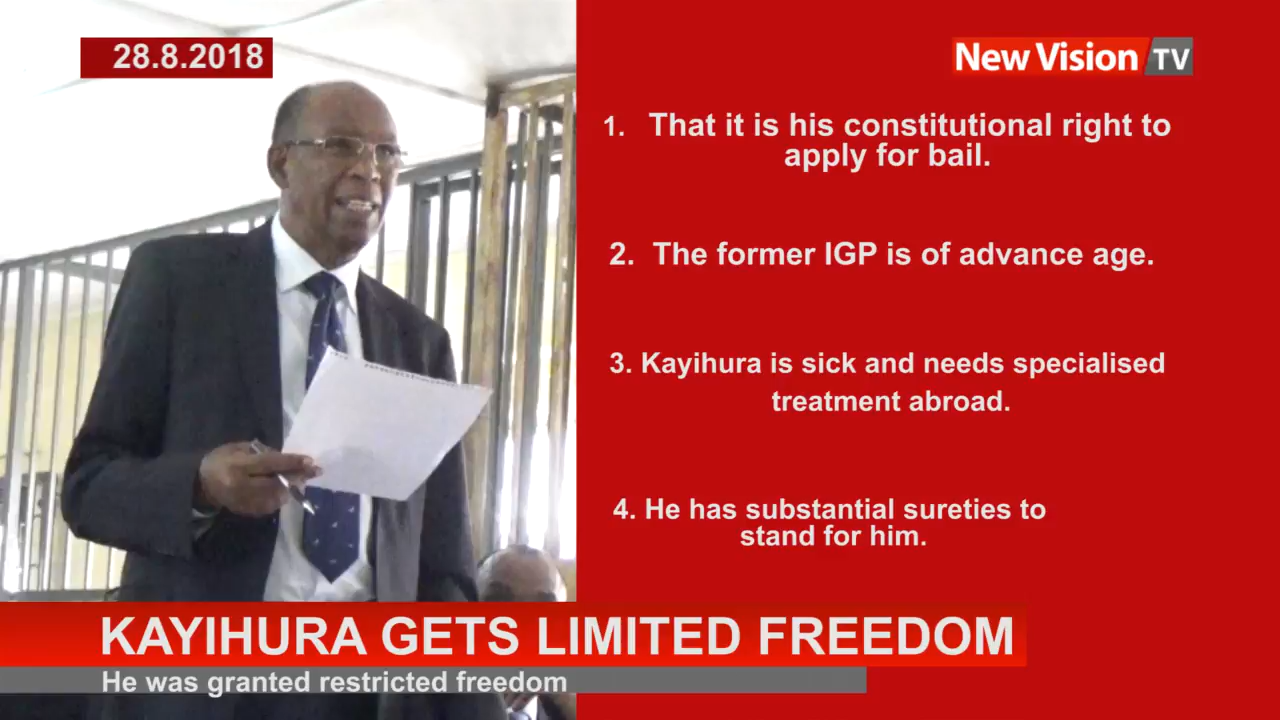 28.8.2018
New Vision TV
1. That it is his constitutional right to
apply for bail.
2. The former IGP is of advance age.
3. Kayihura is sick and needs specialised
treatment abroad.
4. He has substantial sureties to
stand for him.
KAYIHURA GETS LIMITED FREEDOM
He was granted restricted freedom